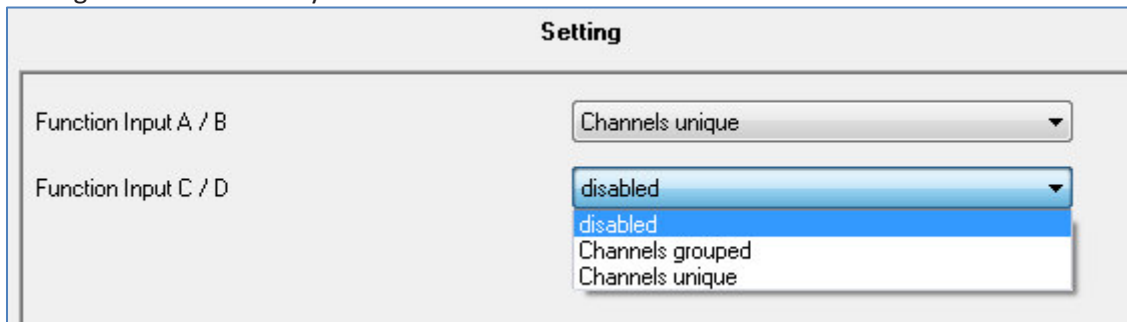 Setting
Function Input A / B
Channels unique
Function Input C / D
disabled
disabled
Channels grouped
Channels unique